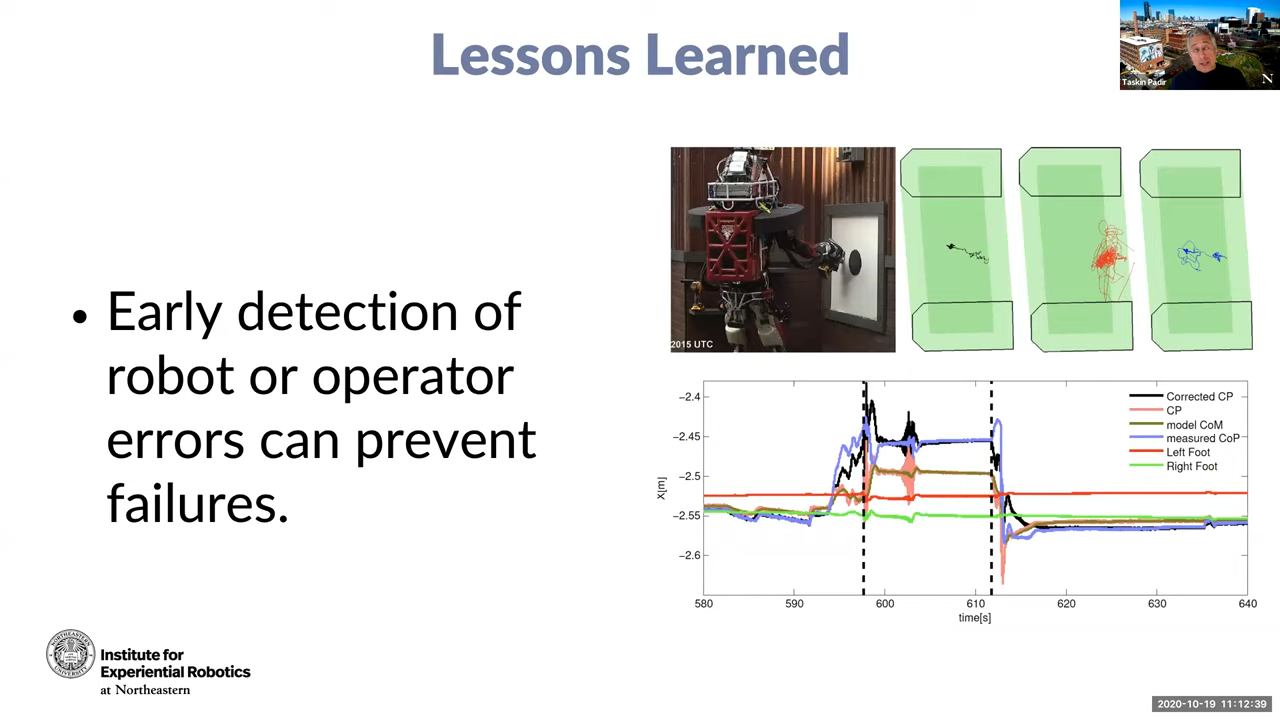 Lessons Learned
Taskin Padir
N
• Early detection of
robot or operator
errors can prevent
failures.
2015 UTC
Corrected CP
CP
model CoM
measured CoP
Left Foot
Right Foot
X[m]
−2.4
−2.45
−2.5
−2.55
−2.6
580 590 600 610 620 630 640
time[s]
Institute for
Experiential Robotics
at Northeastern
2020-10-19 11:12:39